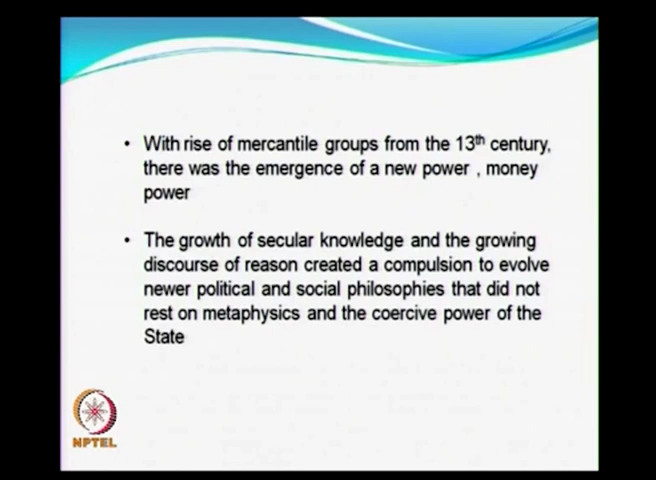 • With rise of mercantile groups from the 13th century,
there was the emergence of a new power , money
power
• The growth of secular knowledge and the growing
discourse of reason created a compulsion to evolve
newer political and social philosophies that did not
rest on metaphysics and the coercive power of the
State
NPTEL